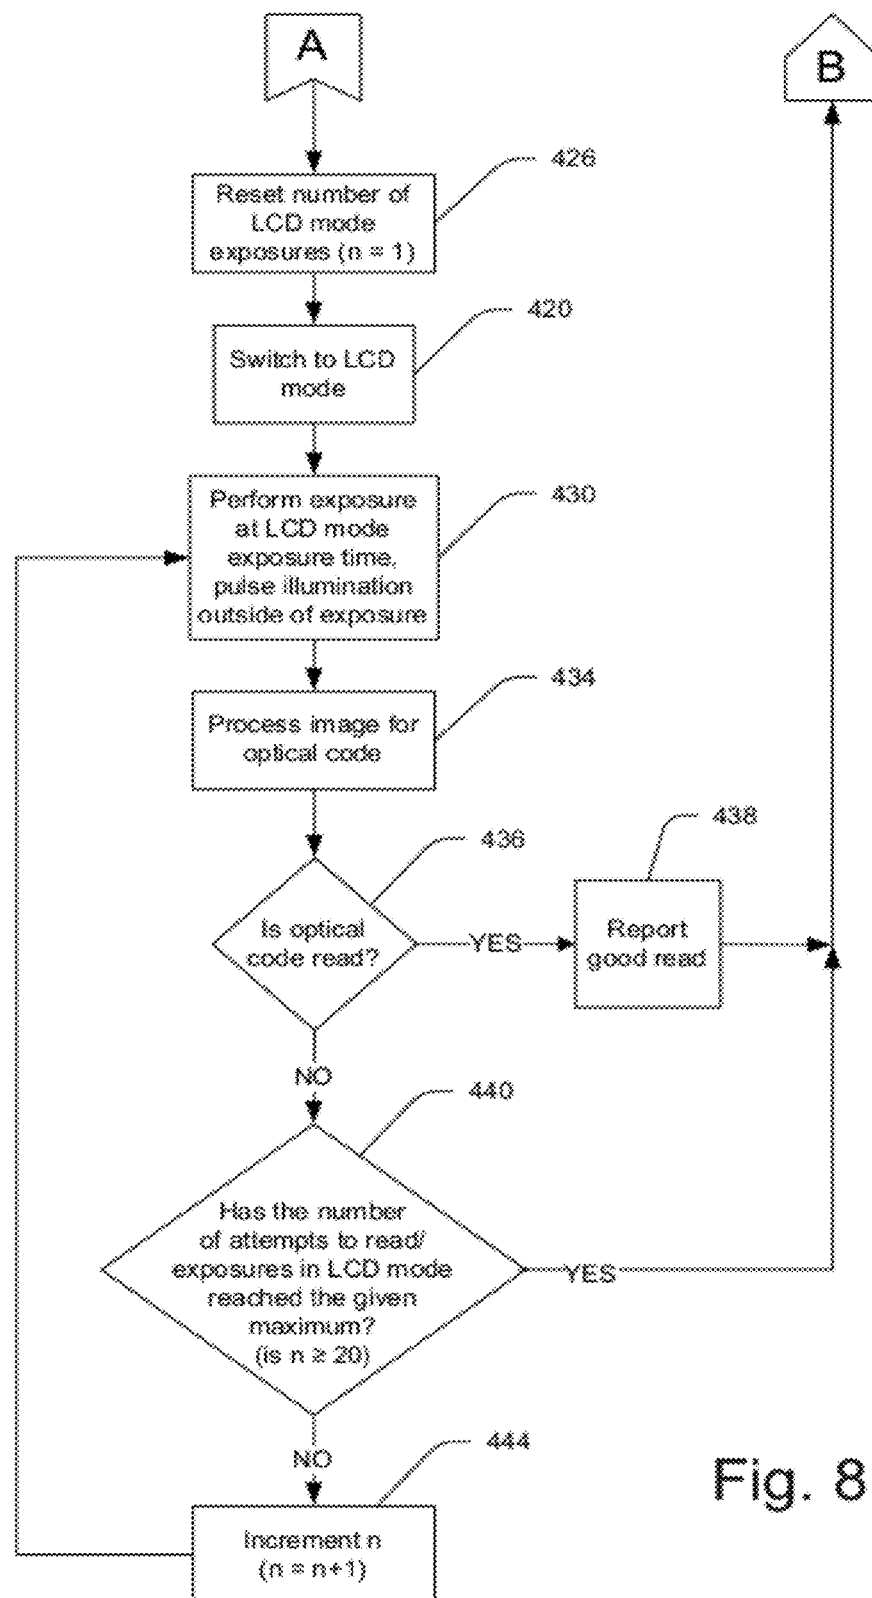 A
B
426
Reset number of
LCD mode
exposures (n = 1)
420
Switch to LCD
mode
430
Perform exposure
at LCD mode
exposure time,
pulse illumination
outside of exposure
434
Process image for
optical code
436
438
Is optical
code read?
YES
Report
good read
NO
440
Has the number
of attempts to read/
exposures in LCD mode
reached the given
maximum?
(is n ≥ 20)
YES
NO
444
Increment n
(n = n+1)
Fig. 8